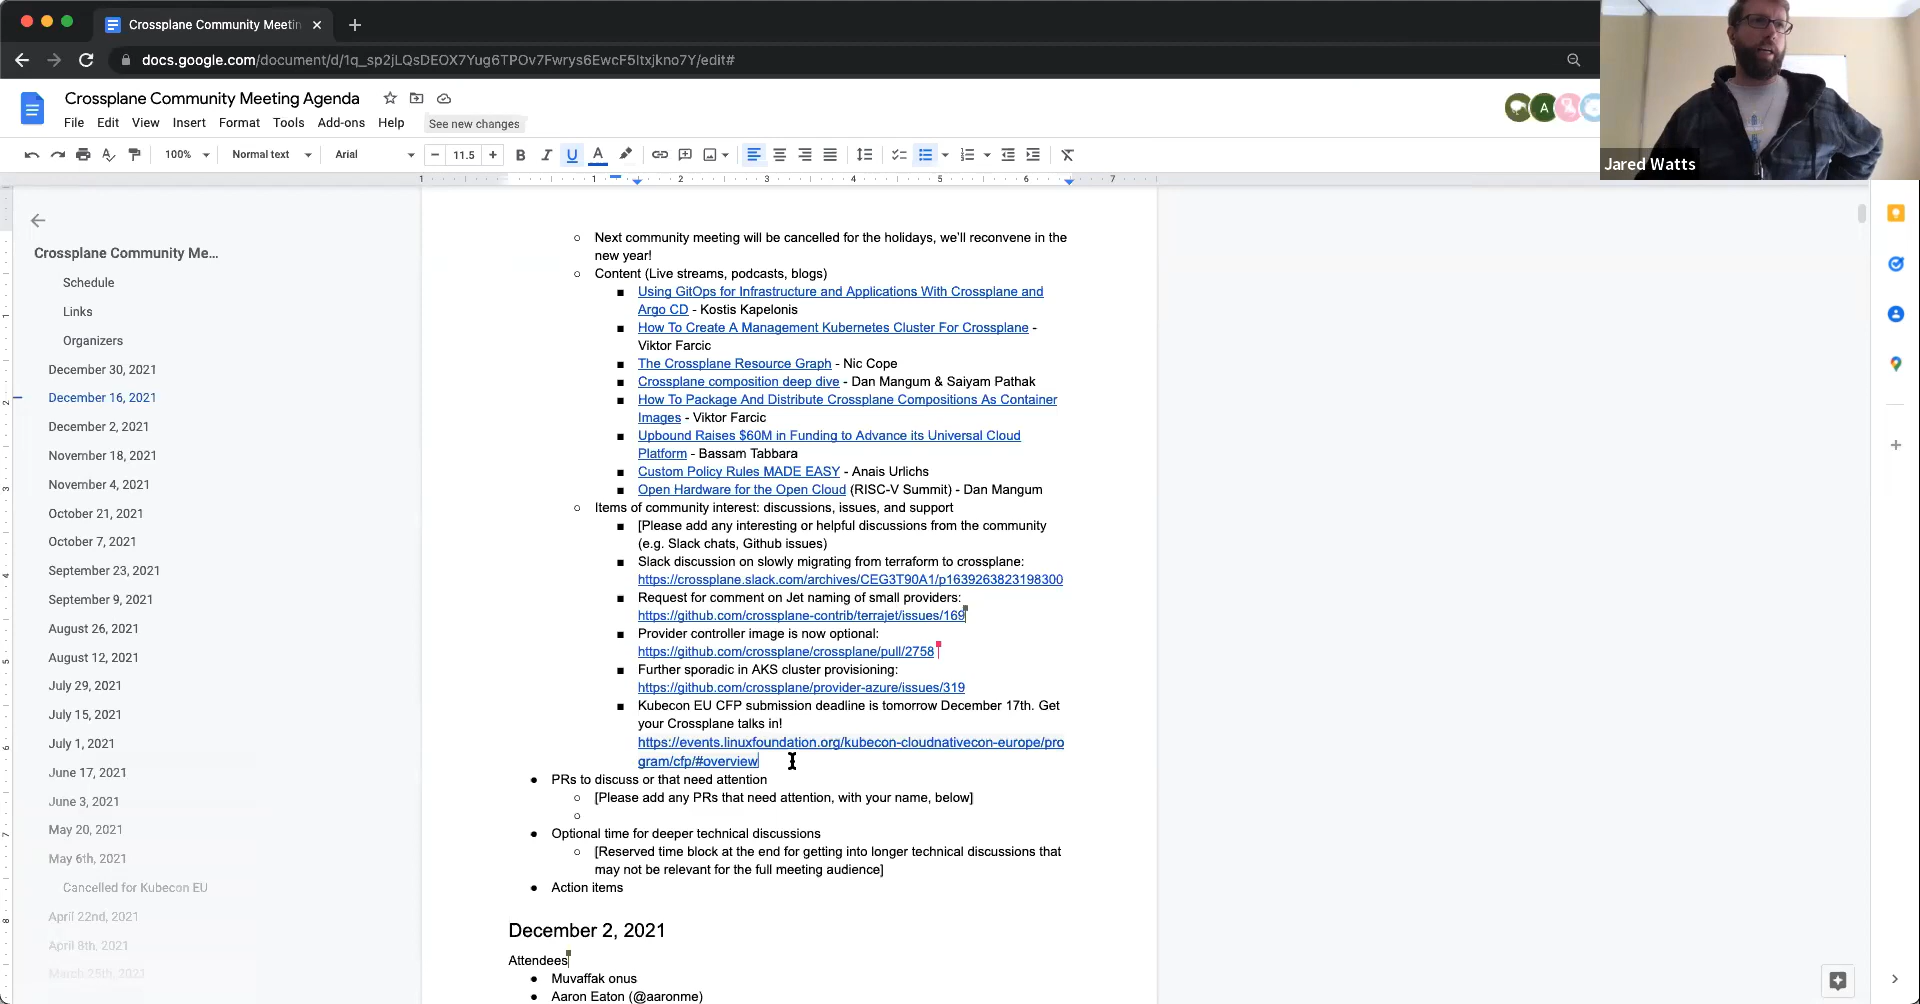 Crossplane Community Meetin
docs.google.com/document/d/1q_sp2jLQsDEOX7Yug6TPOv7Fwrys6EwcF5Itxjkno7Y/edit#
Crossplane Community Meeting Agenda
File Edit View Insert Format Tools Add-ons Help See new changes
A
100% Normal text Arial 11.5
Jared Watts
1 1 2 3 4 5 6 7
Crossplane Community Me...
Schedule
Links
Organizers
December 30, 2021
December 16, 2021
December 2, 2021
November 18, 2021
November 4, 2021
October 21, 2021
October 7, 2021
September 23, 2021
September 9, 2021
August 26, 2021
August 12, 2021
July 29, 2021
July 15, 2021
July 1, 2021
June 17, 2021
June 3, 2021
May 20, 2021
May 6th, 2021
Cancelled for Kubecon EU
April 22nd, 2021
April 8th, 2021
March 25th, 2021
Next community meeting will be cancelled for the holidays, we'll reconvene in the
new year!
Content (Live streams, podcasts, blogs)
Using GitOps for Infrastructure and Applications With Crossplane and
Argo CD - Kostis Kapelonis
How To Create A Management Kubernetes Cluster For Crossplane -
Viktor Farcic
The Crossplane Resource Graph - Nic Cope
Crossplane composition deep dive - Dan Mangum & Saiyam Pathak
How To Package And Distribute Crossplane Compositions As Container
Images - Viktor Farcic
Upbound Raises $60M in Funding to Advance its Universal Cloud
Platform - Bassam Tabbara
Custom Policy Rules MADE EASY - Anais Urlichs
Open Hardware for the Open Cloud (RISC-V Summit) - Dan Mangum
Items of community interest: discussions, issues, and support
[Please add any interesting or helpful discussions from the community
(e.g. Slack chats, Github issues)
Slack discussion on slowly migrating from terraform to crossplane:
https://crossplane.slack.com/archives/CEG3T90A1/p1639263823198300
Request for comment on Jet naming of small providers:
https://github.com/crossplane-contrib/terrajet/issues/169
Provider controller image is now optional:
https://github.com/crossplane/crossplane/pull/2758
Further sporadic in AKS cluster provisioning:
https://github.com/crossplane/provider-azure/issues/319
Kubecon EU CFP submission deadline is tomorrow December 17th. Get
your Crossplane talks in!
https://events.linuxfoundation.org/kubecon-cloudnativecon-europe/pro
gram/cfp/#overview
PRs to discuss or that need attention
[Please add any PRs that need attention, with your name, below]
Optional time for deeper technical discussions
[Reserved time block at the end for getting into longer technical discussions that
may not be relevant for the full meeting audience]
Action items
December 2, 2021
Attendees
Muvaffak onus
Aaron Eaton (@aaronme)